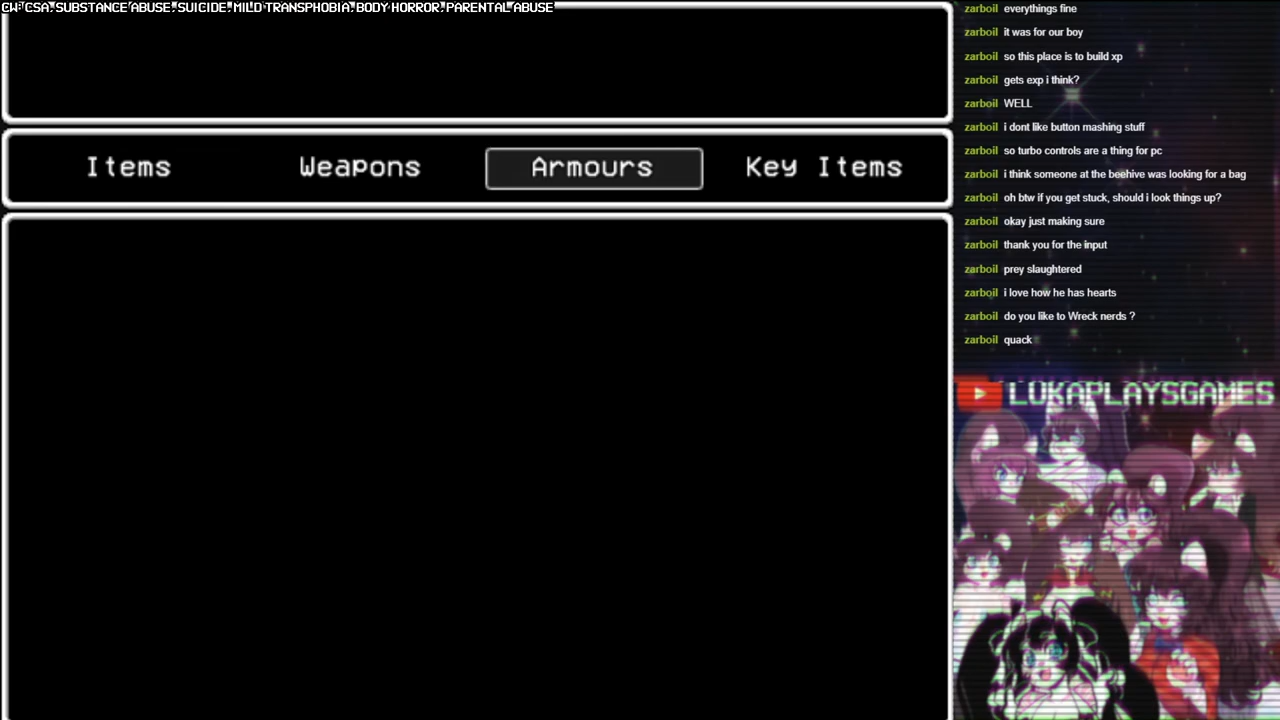 CW: CSA, SUBSTANCE ABUSE, SUICIDE, MILD TRANSPHOBIA, BODY HORROR, PARENTAL ABUSE
Items Weapons Armours Key Items
zarboil everythings fine
zarboil it was for our boy
zarboil so this place is to build xp
zarboil gets exp i think?
zarboil WELL
zarboil i dont like button mashing stuff
zarboil so turbo controls are a thing for pc
zarboil i think someone at the beehive was looking for a bag
zarboil oh btw if you get stuck, should i look things up?
zarboil okay just making sure
zarboil thank you for the input
zarboil prey slaughtered
zarboil i love how he has hearts
zarboil do you like to Wreck nerds ?
zarboil quack
LUKAPLAYSGAMES